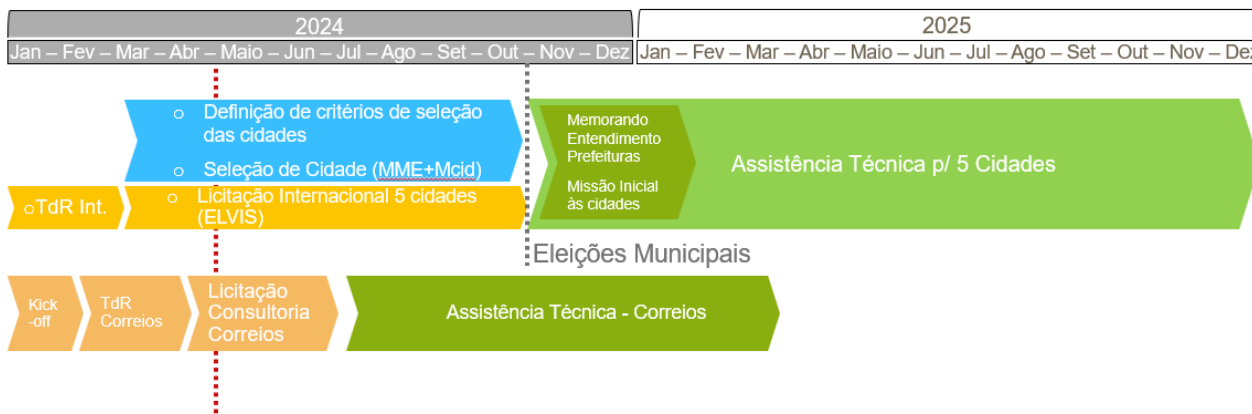 2024
2025
Jan – Fev – Mar – Abr – Maio – Jun – Jul – Ago – Set – Out – Nov – Dez
Jan – Fev – Mar – Abr – Maio – Jun – Jul – Ago – Set – Out – Nov – Dez
o Definição de critérios de seleção
das cidades
o Seleção de Cidade (MME+Mcid)
Memorando
Entendimento
Prefeituras
Missão Inicial
às cidades
Assistência Técnica p/ 5 Cidades
oTdR Int.
o Licitação Internacional 5 cidades
(ELVIS)
Eleições Municipais
Kick
-off
TdR
Correios
Licitação
Consultoria
Correios
Assistência Técnica - Correios